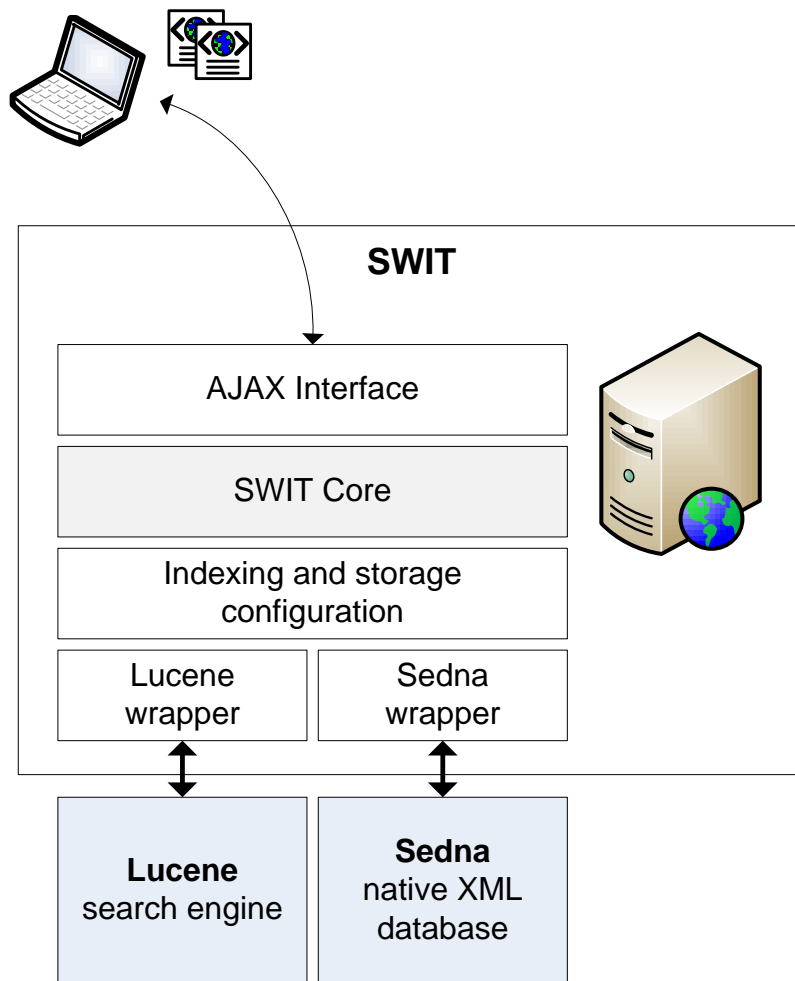 SWIT
AJAX Interface
SWIT Core
Indexing and storage
configuration
Lucene
wrapper
Sedna
wrapper
Lucene
search engine
Sedna
native XML
database